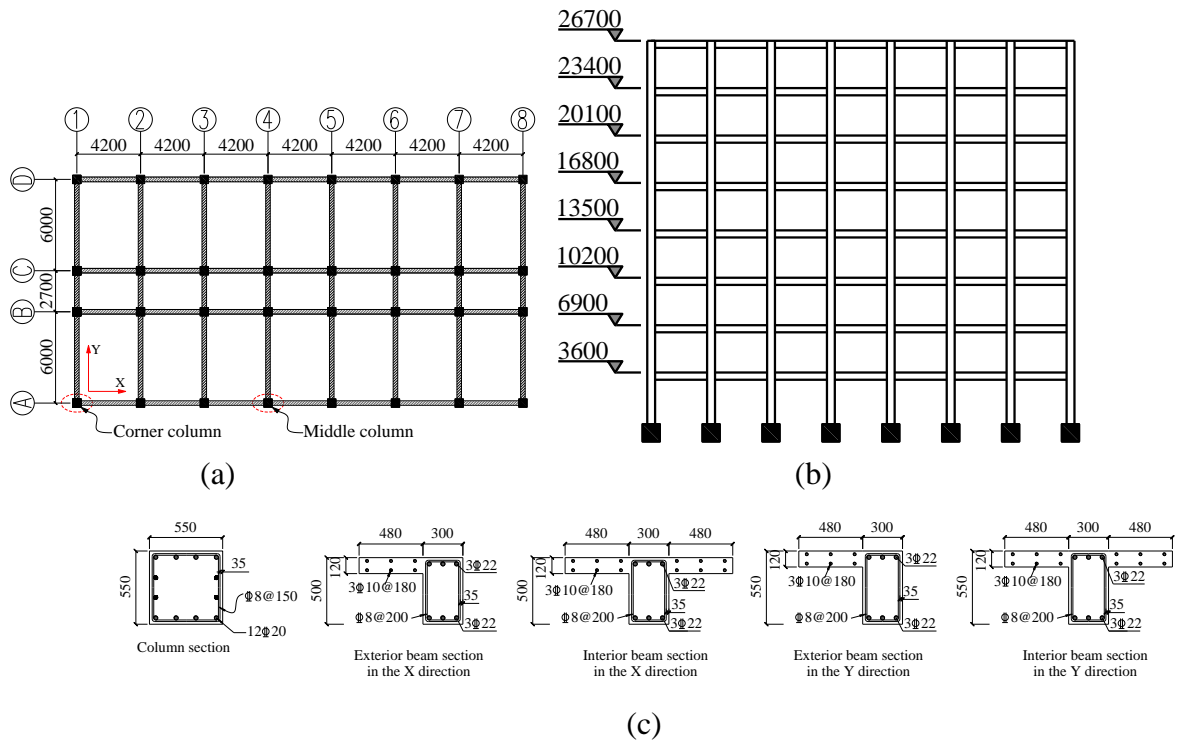 1 2 3 4 5 6 7 8
4200 4200 4200 4200 4200 4200 4200
D
6000
C
2700
B
6000
A
Y
X
Corner column
Middle column
(a)
26700
23400
20100
16800
13500
10200
6900
3600
(b)
550
550
35
Φ8@150
12Φ20
Column section
480 300
120
500
3Φ22
3Φ10@180
35
Φ8@200
3Φ22
Exterior beam section
in the X direction
480 300 480
120
500
3Φ22
3Φ10@180
35
Φ8@200
3Φ22
Interior beam section
in the X direction
480 300
120
550
3Φ22
3Φ10@180
35
Φ8@200
3Φ22
Exterior beam section
in the Y direction
480 300 480
120
550
3Φ22
3Φ10@180
35
Φ8@200
3Φ22
Interior beam section
in the Y direction
(c)